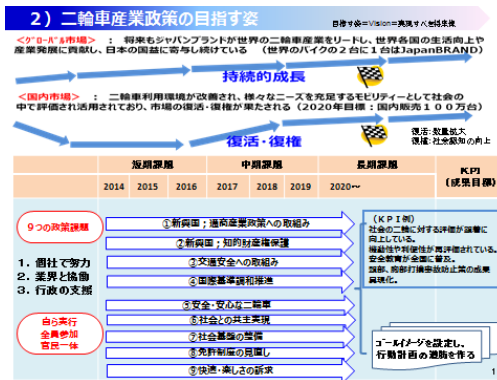 2）二輪車産業政策の目指す姿
目指す姿＝Vision＝実現すべき将来像
＜グローバル市場＞ ： 将来もジャパンブランドが世界の二輪車産業をリードし、世界各国の生活向上や
産業発展に貢献し、日本の国益に寄与し続けている （世界のバイクの２台に１台はJapanBRAND）
持続的成長
＜国内市場＞ ： 二輪利用環境が改善され、様々なニーズを充足するモビリティーとして社会の
中で評価され活用されており、市場の復活・復権が果たされる（2020年目標：国内販売１００万台）
復活・復権
復活：数量拡大
復権：社会認知の向上
短期課題
中期課題
長期課題
KPI
（成果目標）
2014 2015 2016 2017 2018 2019 2020～
９つの政策課題
1. 個社で努力
2. 業界と協働
3. 行政の支援
自ら実行
全員参加
官民一体
①新興国；通商産業政策への取組み
②新興国；知的財産権保護
③交通安全への取組み
④国際基準調和推進
⑤安全・安心な二輪車
⑥社会との共生実現
⑦社会基盤の整備
⑧免許制度の見直し
⑨快適・楽しさの訴求
（KPI例）
社会の二輪に対する評価が顕著に
向上している。
機動性や利便性が再評価されている。
安全教育が全国に普及。
頭部、胸部打撲事故防止策の成果
具現化。
ゴールイメージを設定し、
行動計画の道筋を作る
1